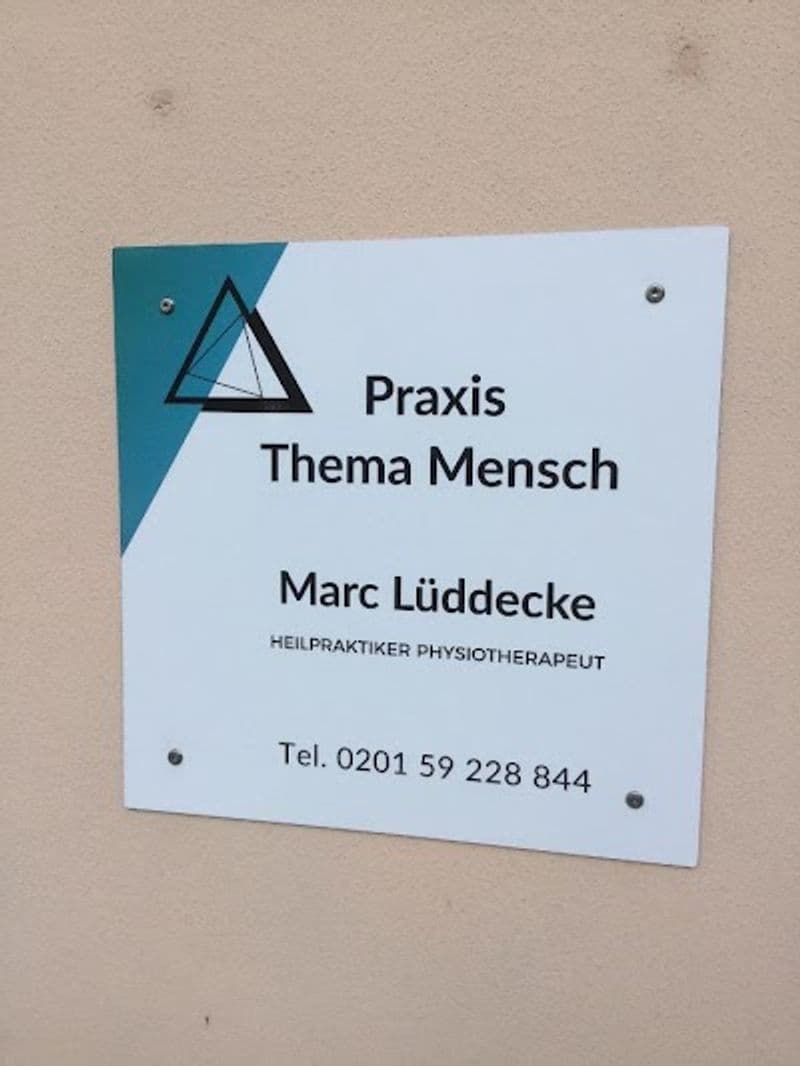 Praxis
Thema Mensch
Marc Lüddecke
HEILPRAKTIKER PHYSIOTHERAPEUT
Tel. 0201 59 228 844